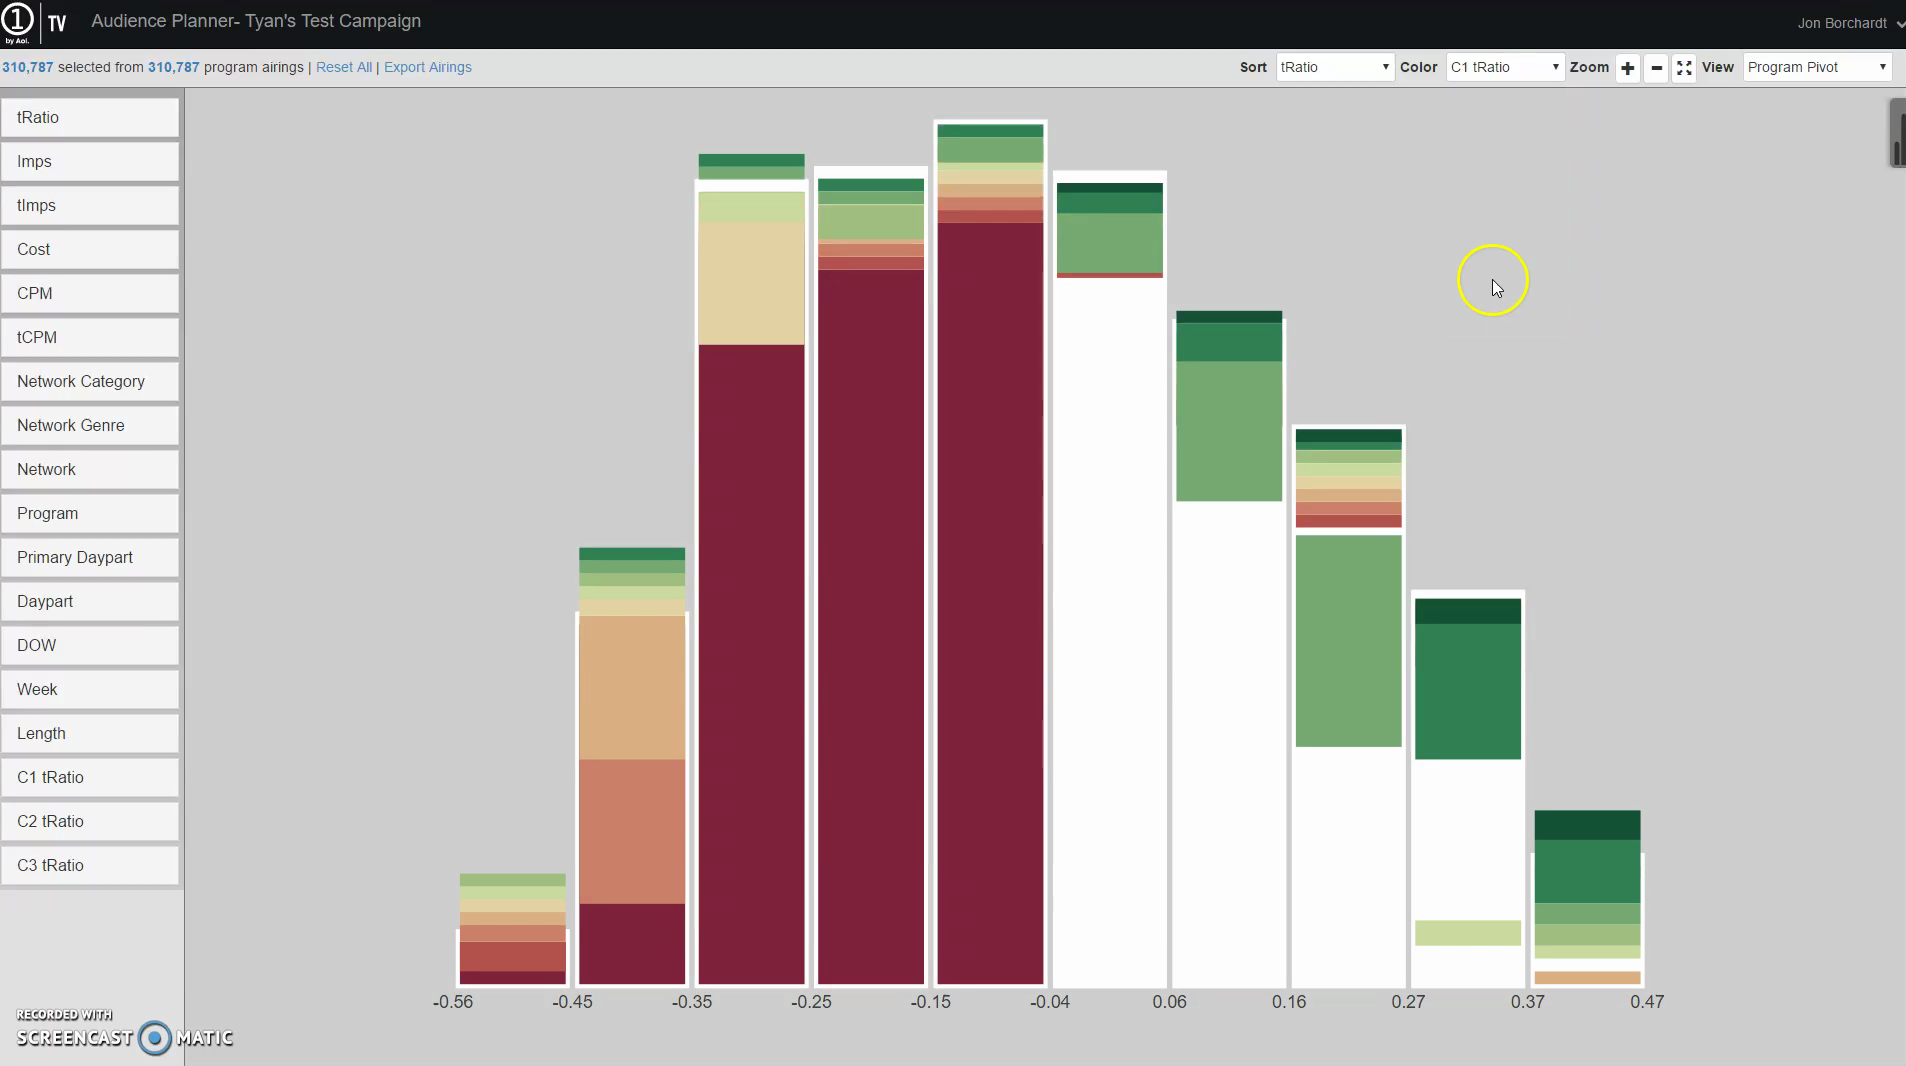 1 TV Audience Planner- Tyan's Test Campaign Jon Borchardt
by Aol.
310,787 selected from 310,787 program airings | Reset All | Export Airings Sort tRatio Color C1 tRatio Zoom + - View Program Pivot
tRatio
Imps
tImps
Cost
CPM
tCPM
Network Category
Network Genre
Network
Program
Primary Daypart
Daypart
DOW
Week
Length
C1 tRatio
C2 tRatio
C3 tRatio
-0.56 -0.45 -0.35 -0.25 -0.15 -0.04 0.06 0.16 0.27 0.37 0.47
RECORDED WITH
SCREENCAST MATIC